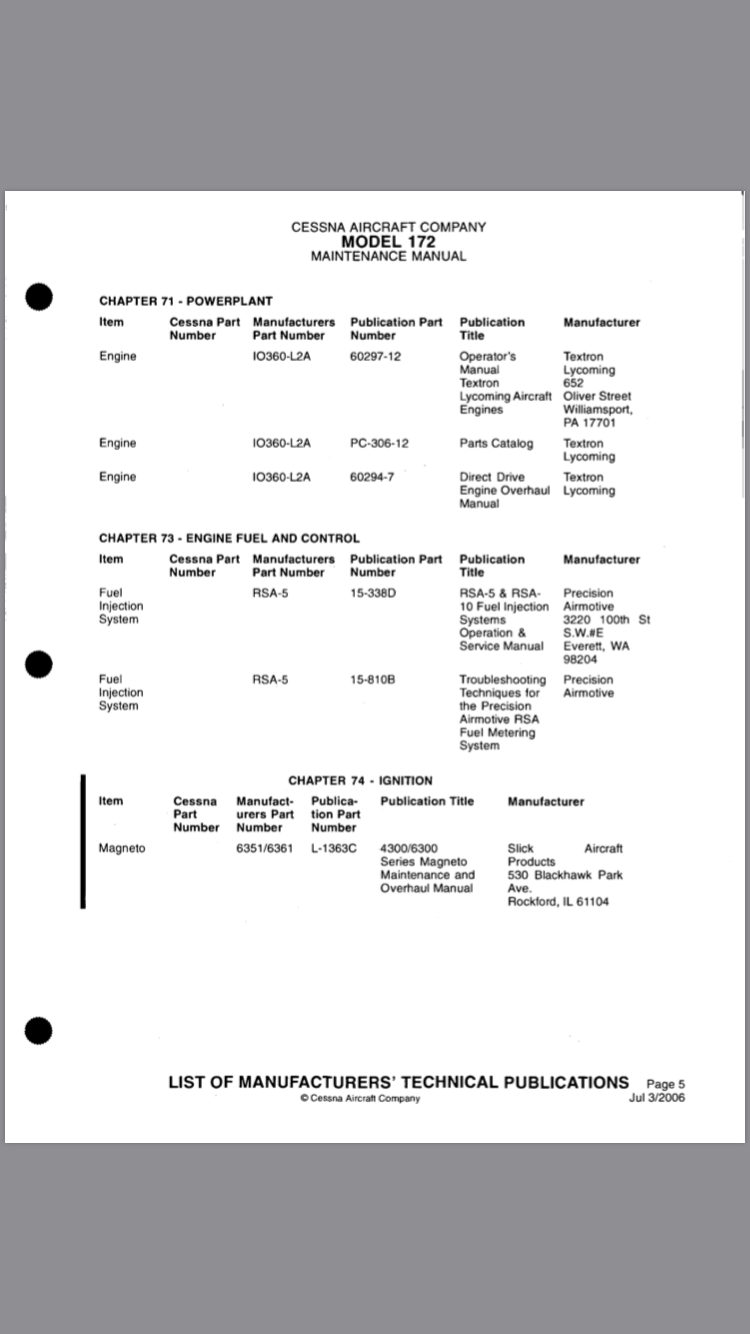 CESSNA AIRCRAFT COMPANY
MODEL 172
MAINTENANCE MANUAL
CHAPTER 71 - POWERPLANT
Item Cessna Part Number Manufacturers Part Number Publication Part Number Publication Title Manufacturer
Engine IO360-L2A 60297-12 Operator's Manual Textron Lycoming Aircraft Engines Textron Lycoming 652 Oliver Street Williamsport, PA 17701
Engine IO360-L2A PC-306-12 Parts Catalog Textron Lycoming
Engine IO360-L2A 60294-7 Direct Drive Engine Overhaul Manual Textron Lycoming
CHAPTER 73 - ENGINE FUEL AND CONTROL
Item Cessna Part Number Manufacturers Part Number Publication Part Number Publication Title Manufacturer
Fuel Injection System RSA-5 15-338D RSA-5 & RSA-10 Fuel Injection Systems Operation & Service Manual Precision Airmotive 3220 100th St S.W.#E Everett, WA 98204
Fuel Injection System RSA-5 15-810B Troubleshooting Techniques for the Precision Airmotive RSA Fuel Metering System Precision Airmotive
CHAPTER 74 - IGNITION
Item Cessna Part Number Manufact-urers Part Number Publica-tion Part Number Publication Title Manufacturer
Magneto 6351/6361 L-1363C 4300/6300 Series Magneto Maintenance and Overhaul Manual Slick Aircraft Products 530 Blackhawk Park Ave. Rockford, IL 61104
LIST OF MANUFACTURERS' TECHNICAL PUBLICATIONS Page 5
© Cessna Aircraft Company Jul 3/2006